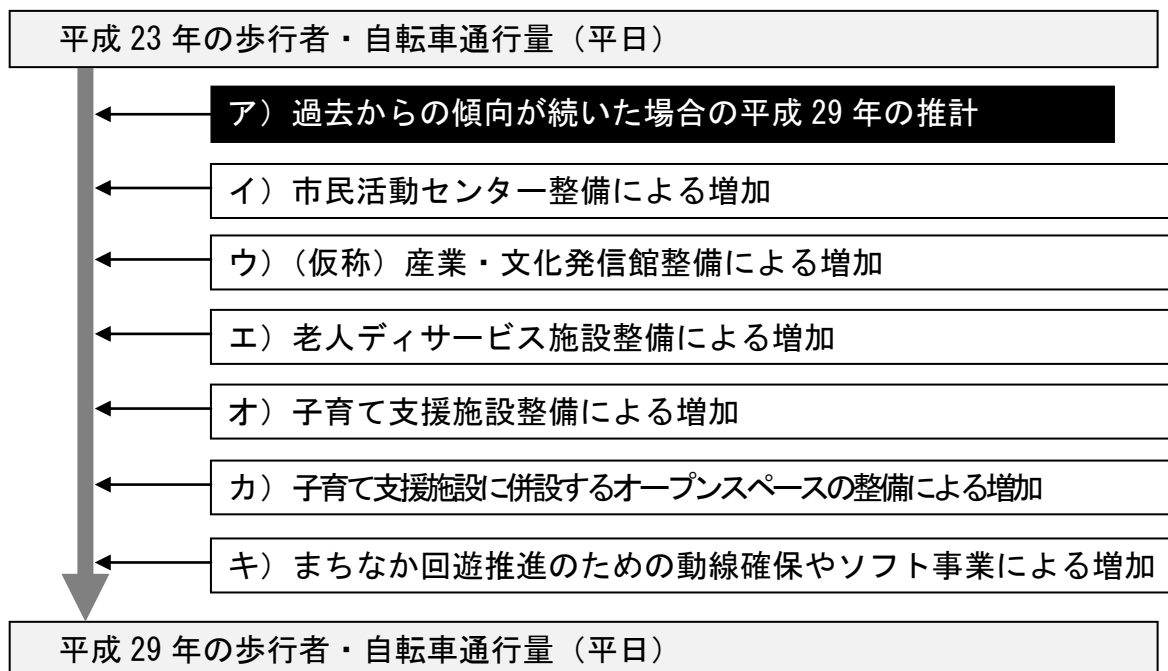 平成 23 年の歩行者・自転車通行量（平日）
ア）過去からの傾向が続いた場合の平成 29 年の推計
イ）市民活動センター整備による増加
ウ）（仮称）産業・文化発信館整備による増加
エ）老人ディサービス施設整備による増加
オ）子育て支援施設整備による増加
カ）子育て支援施設に併設するオープンスペースの整備による増加
キ）まちなか回遊推進のための動線確保やソフト事業による増加
平成 29 年の歩行者・自転車通行量（平日）